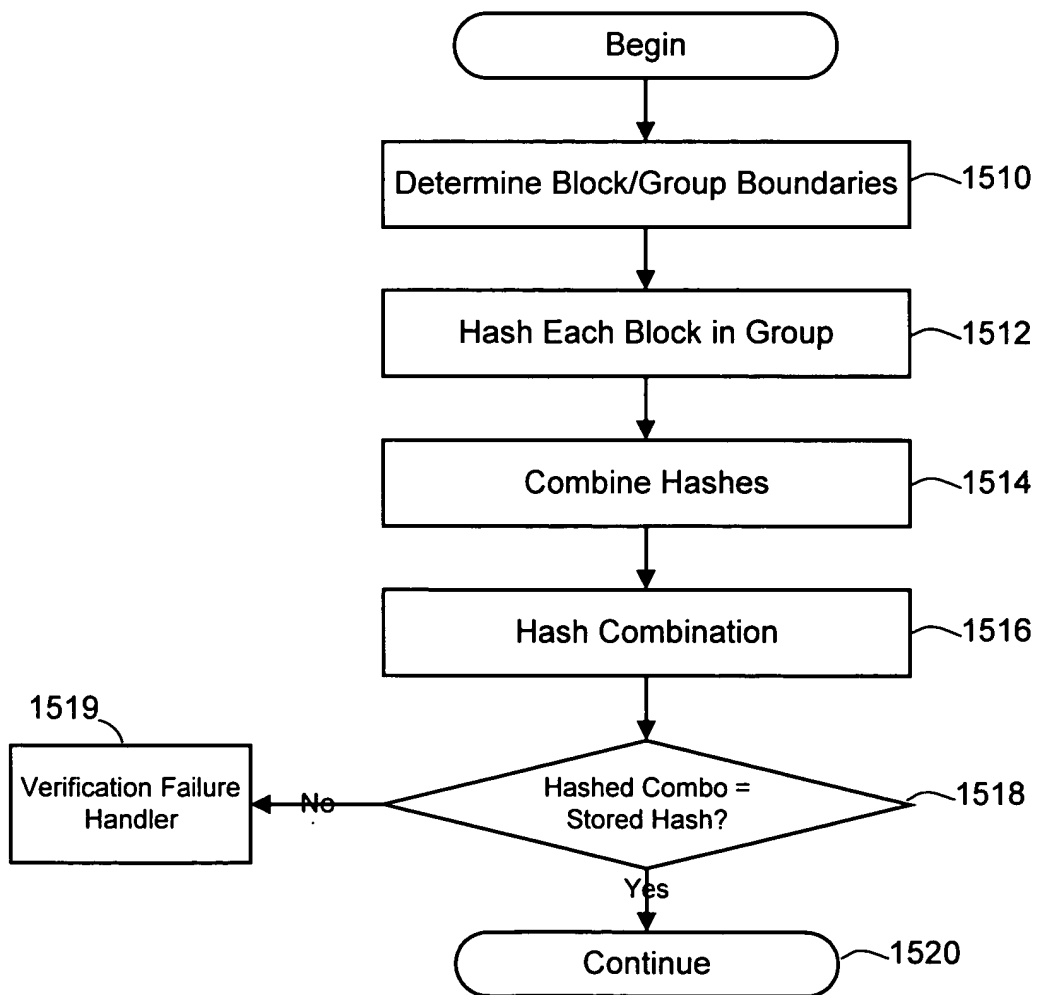 Begin
Determine Block/Group Boundaries
1510
Hash Each Block in Group
1512
Combine Hashes
1514
Hash Combination
1516
1519
Verification Failure
Handler
No
Hashed Combo =
Stored Hash?
1518
Yes
Continue
1520